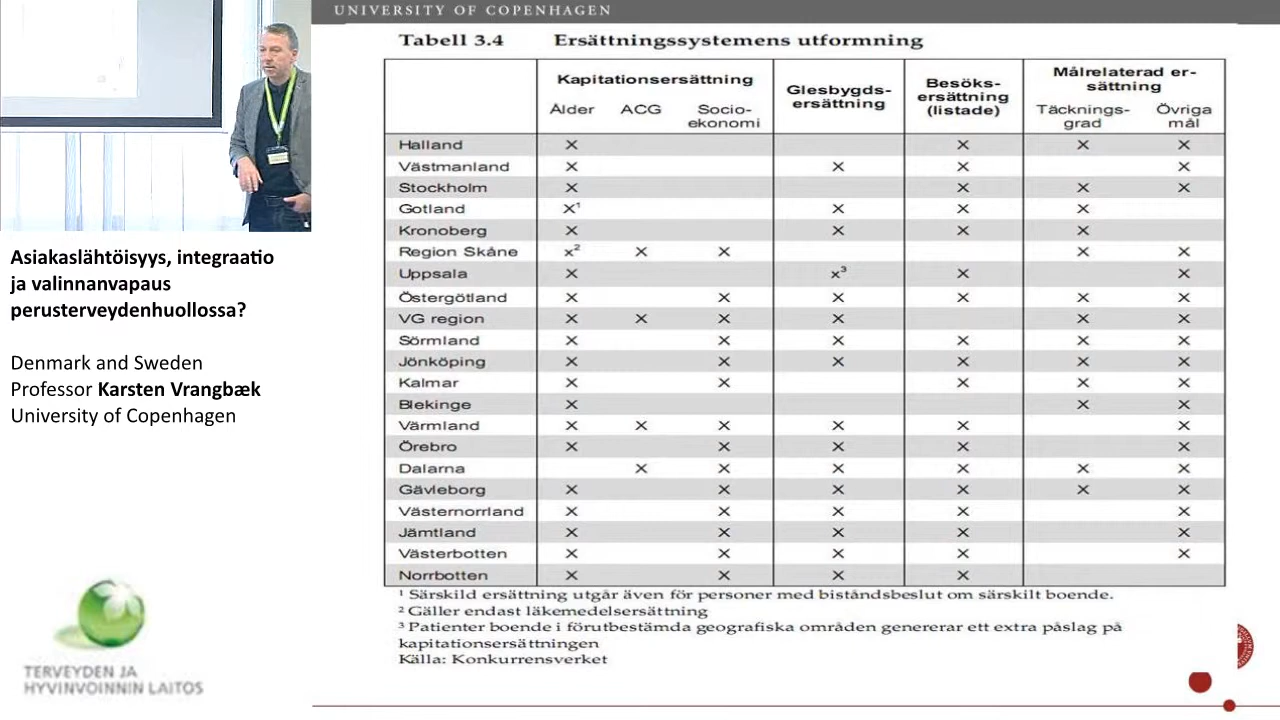 UNIVERSITY OF COPENHAGEN
Tabell 3.4 Ersättningssystemens utformning
Kapitationsersättning Glesbygds-ersättning Besöks-ersättning (listade) Målrelaterad er-sättning
Ålder ACG Socio-ekonomi Täcknings-grad Övriga mål
Halland X X X X
Västmanland X X X X
Stockholm X X X X
Gotland X¹ X X X
Kronoberg X X X X
Region Skåne x² X X X X
Uppsala X x³ X X
Östergötland X X X X X X
VG region X X X X X X
Sörmland X X X X X X
Jönköping X X X X X X
Kalmar X X X X X
Blekinge X X X
Värmland X X X X X X
Örebro X X X X X
Dalarna X X X X X X
Gävleborg X X X X X X
Västernorrland X X X X X
Jämtland X X X X X
Västerbotten X X X X X
Norrbotten X X X X
¹ Särskild ersättning utgår även för personer med biståndsbeslut om särskilt boende.
² Gäller endast läkemedelsersättning
³ Patienter boende i förutbestämda geografiska områden genererar ett extra påslag på
kapitationsersättningen
Källa: Konkurrensverket
Asiakaslähtöisyys, integraatio
ja valinnanvapaus
perusterveydenhuollossa?
Denmark and Sweden
Professor Karsten Vrangbæk
University of Copenhagen
TERVEYDEN JA
HYVINVOINNIN LAITOS